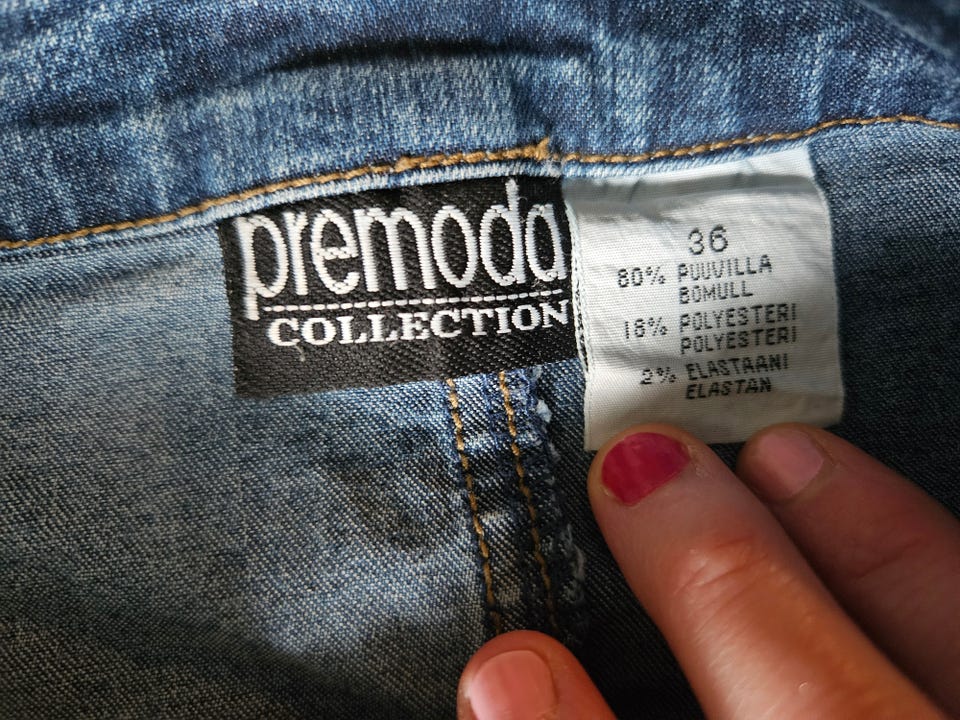 premoda
COLLECTION
36
80% PUUVILLA
BOMULL
18% POLYESTERI
POLYESTERI
2% ELASTAANI
ELASTAN